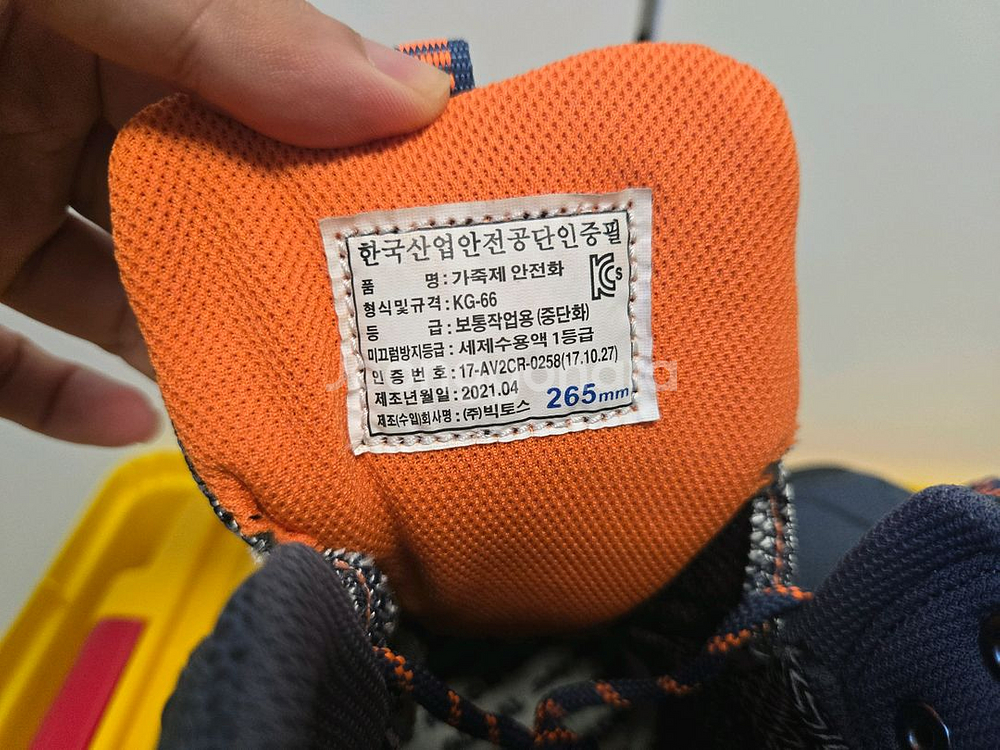 한국산업안전공단인증필
품 명 : 가죽제 안전화
형식및규격 : KG-66
등 급 : 보통작업용 (중단화)
미끄럼방지등급 : 세제수용액 1등급
인 증 번 호 : 17-AV2CR-0258(17.10.27)
제조년월일 : 2021.04
265mm
제조(수입)회사명 : (주)빅토스